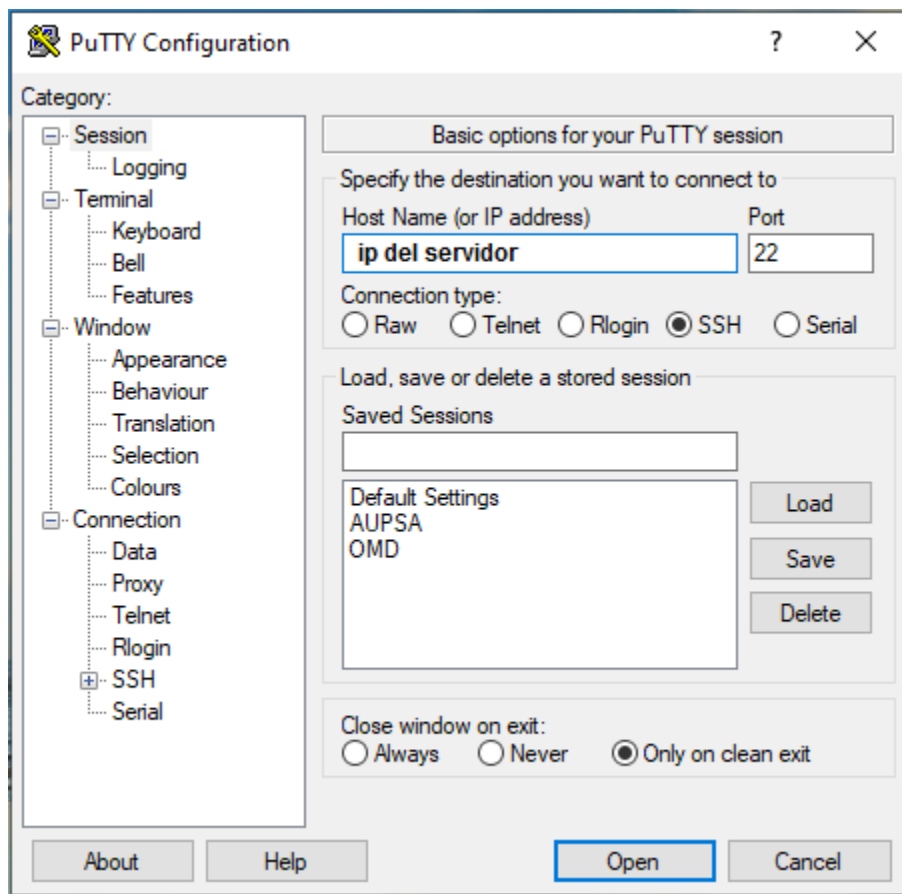 PuTTY Configuration
?
Category:
Session
Logging
Terminal
Keyboard
Bell
Features
Window
Appearance
Behaviour
Translation
Selection
Colours
Connection
Data
Proxy
Telnet
Rlogin
SSH
Serial
Basic options for your PuTTY session
Specify the destination you want to connect to
Host Name (or IP address) Port
ip del servidor 22
Connection type:
Raw Telnet Rlogin SSH Serial
Load, save or delete a stored session
Saved Sessions
Default Settings
AUPSA
OMD
Load
Save
Delete
Close window on exit:
Always Never Only on clean exit
About Help Open Cancel